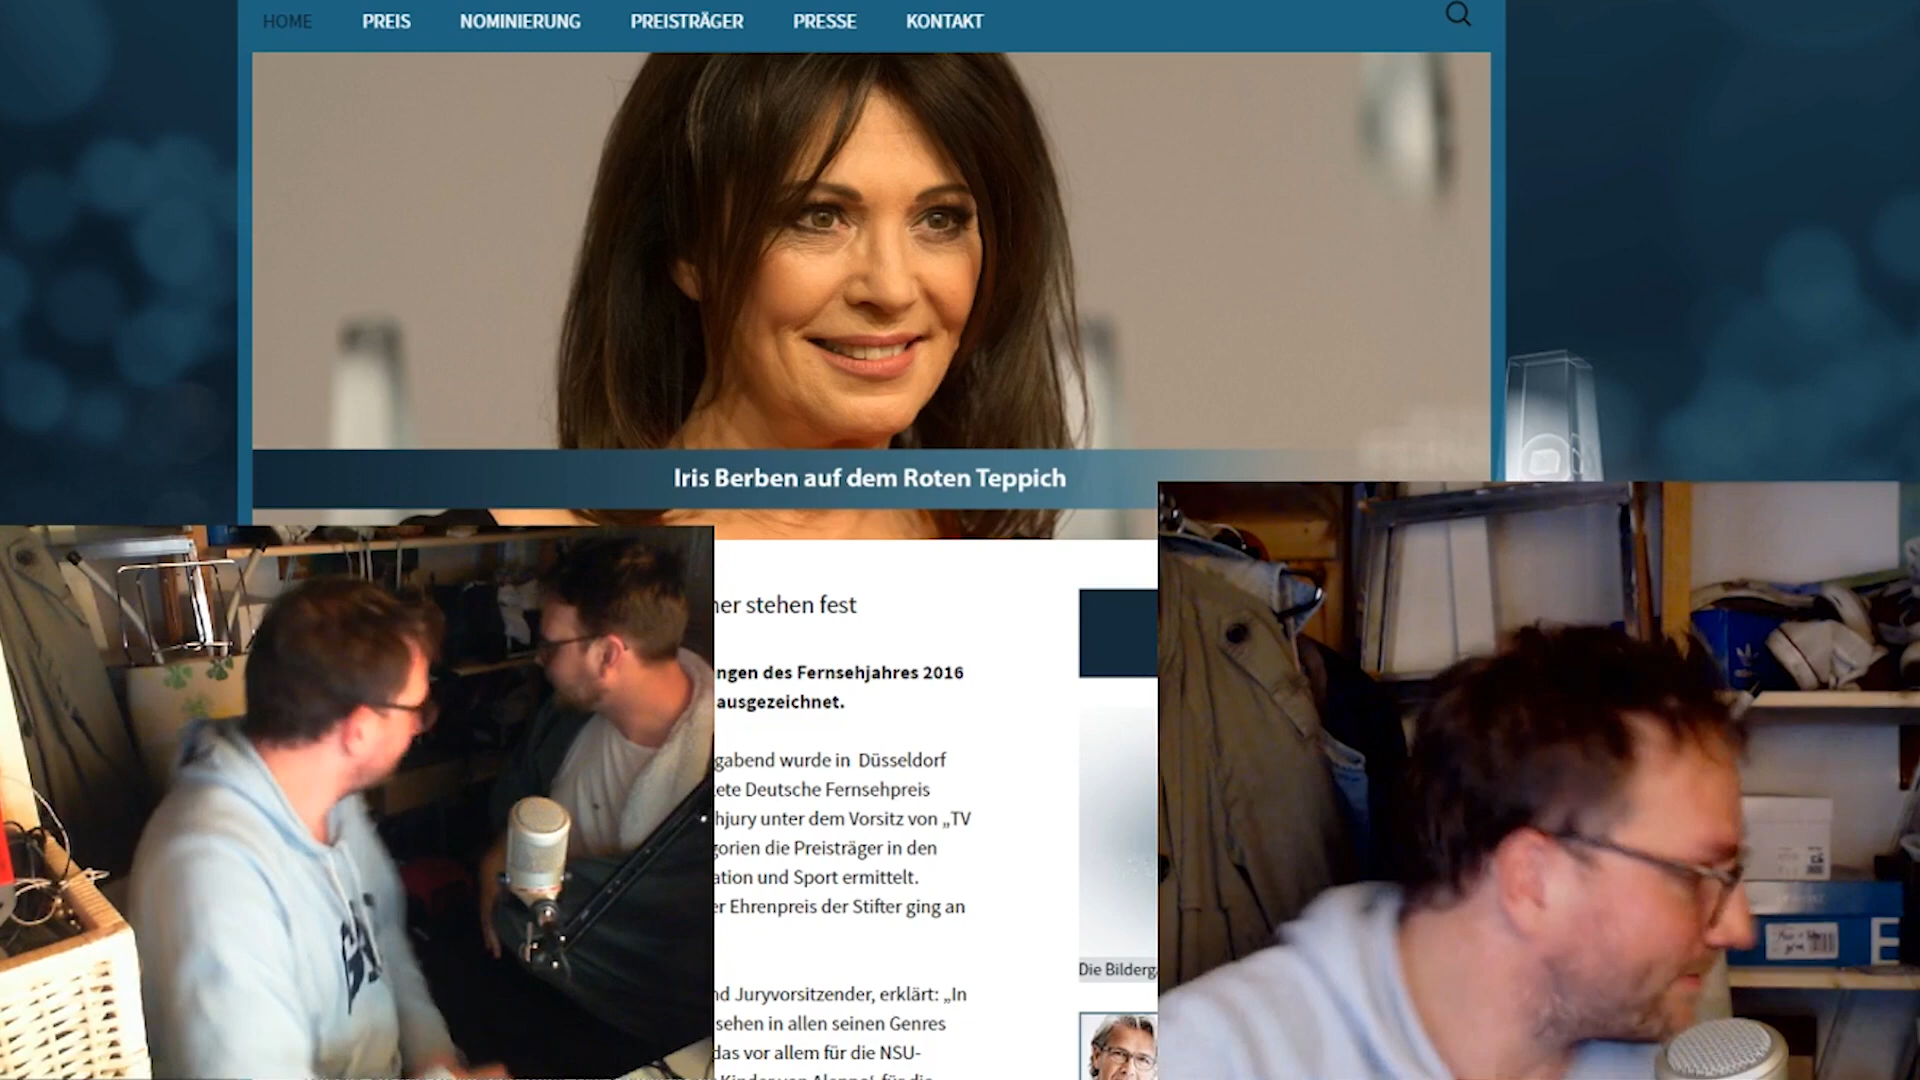 HOME PREIS NOMINIERUNG PREISTRÄGER PRESSE KONTAKT
Iris Berben auf dem Roten Teppich
er stehen fest
ngen des Fernsehjahres 2016
ausgezeichnet.
gabend wurde in Düsseldorf
ete Deutsche Fernsehpreis
hjury unter dem Vorsitz von „TV
gorien die Preisträger in den
ation und Sport ermittelt.
er Ehrenpreis der Stifter ging an
nd Juryvorsitzender, erklärt: „In
sehen in allen seinen Genres
das vor allem für die NSU-
Die Bilderg